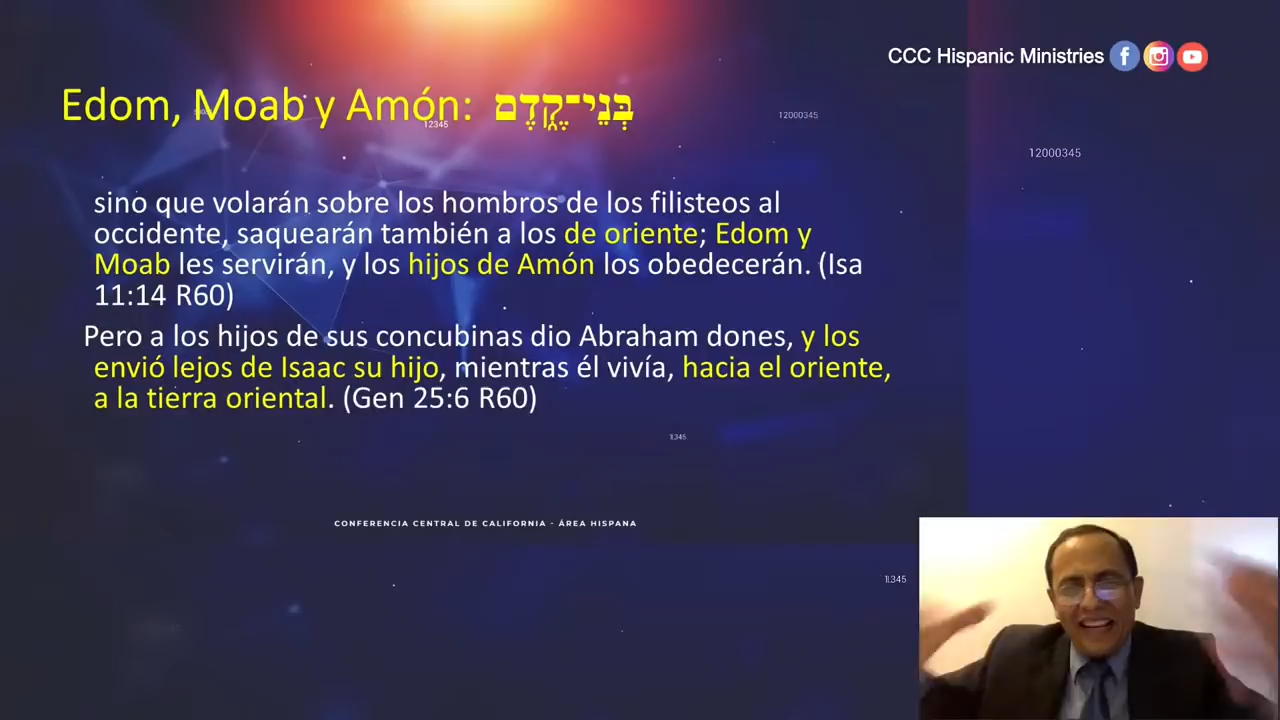 CCC Hispanic Ministries
Edom, Moab y Amón: בְּנֵי־קֶ֑דֶם
12345
12000345
12000345
sino que volarán sobre los hombros de los filisteos al
occidente, saquearán también a los de oriente; Edom y
Moab les servirán, y los hijos de Amón los obedecerán. (Isa
11:14 R60)
Pero a los hijos de sus concubinas dio Abraham dones, y los
envió lejos de Isaac su hijo, mientras él vivía, hacia el oriente,
a la tierra oriental. (Gen 25:6 R60)
CONFERENCIA CENTRAL DE CALIFORNIA - ÁREA HISPANA